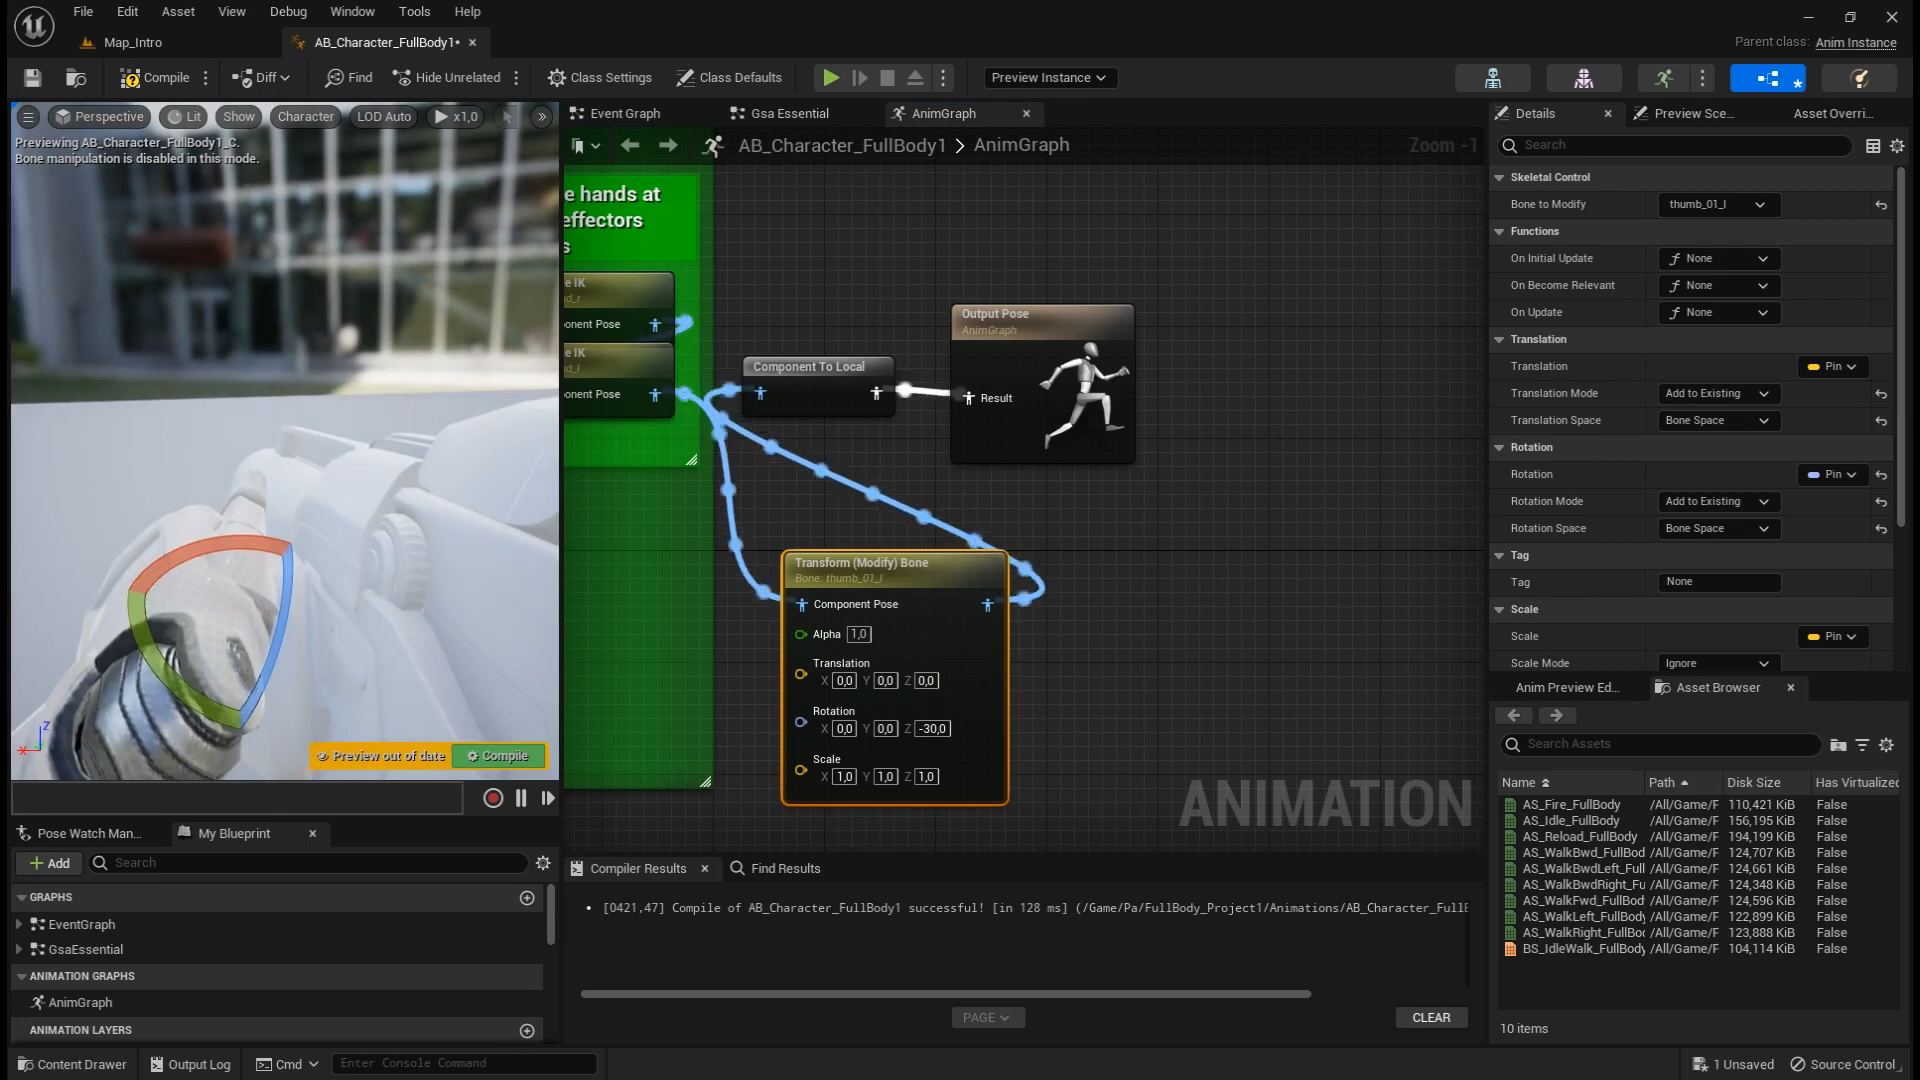 File Edit Asset View Debug Window Tools Help
Map_Intro
AB_Character_FullBody1*
Parent class: Anim Instance
Compile
Diff
Find
Hide Unrelated
Class Settings
Class Defaults
Preview Instance
Perspective
Lit
Show
Character
LOD Auto
x1,0
Previewing AB_Character_FullBody1_C.
Bone manipulation is disabled in this mode.
Z
X
Preview out of date
Compile
Pose Watch Man...
My Blueprint
Add
Search
GRAPHS
EventGraph
GsaEssential
ANIMATION GRAPHS
AnimGraph
ANIMATION LAYERS
Event Graph
Gsa Essential
AnimGraph
AB_Character_FullBody1 > AnimGraph
Zoom -1
e hands at
effectors
s
e IK
nd_r
onent Pose
e IK
nd_l
onent Pose
Component To Local
Output Pose
AnimGraph
Result
Transform (Modify) Bone
Bone: thumb_01_l
Component Pose
Alpha 1,0
Translation
X 0,0 Y 0,0 Z 0,0
Rotation
X 0,0 Y 0,0 Z -30,0
Scale
X 1,0 Y 1,0 Z 1,0
ANIMATION
Compiler Results
Find Results
[0421,47] Compile of AB_Character_FullBody1 successful! [in 128 ms] (/Game/Pa/FullBody_Project1/Animations/AB_Character_FullB
PAGE
CLEAR
Details
Preview Sce...
Asset Overri...
Search
Skeletal Control
Bone to Modify thumb_01_l
Functions
On Initial Update None
On Become Relevant None
On Update None
Translation
Translation Pin
Translation Mode Add to Existing
Translation Space Bone Space
Rotation
Rotation Pin
Rotation Mode Add to Existing
Rotation Space Bone Space
Tag
Tag None
Scale
Scale Pin
Scale Mode Ignore
Anim Preview Ed...
Asset Browser
Search Assets
Name Path Disk Size Has Virtualized
AS_Fire_FullBody /All/Game/F 110,421 KiB False
AS_Idle_FullBody /All/Game/F 156,195 KiB False
AS_Reload_FullBody /All/Game/F 194,199 KiB False
AS_WalkBwd_FullBod /All/Game/F 124,707 KiB False
AS_WalkBwdLeft_Full /All/Game/F 124,661 KiB False
AS_WalkBwdRight_Fu /All/Game/F 124,348 KiB False
AS_WalkFwd_FullBod /All/Game/F 124,596 KiB False
AS_WalkLeft_FullBody /All/Game/F 122,899 KiB False
AS_WalkRight_FullBo /All/Game/F 123,888 KiB False
BS_IdleWalk_FullBody /All/Game/F 104,114 KiB False
10 items
Content Drawer
Output Log
Cmd
Enter Console Command
1 Unsaved
Source Control